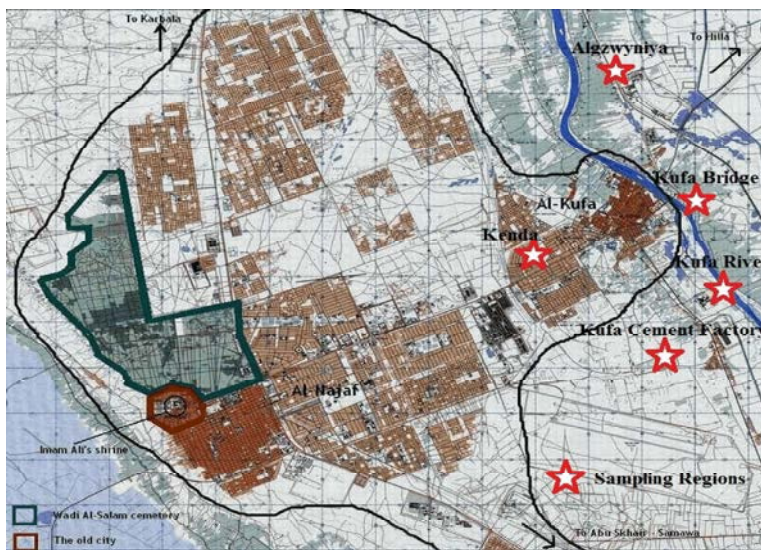 To Karbala
Algzwyniya
To Hilla
Kufa Bridge
Al-Kufa
Kenda
Kufa River
Kufa Cement Factory
Al-Najaf
Imam Ali's shrine
Sampling Regions
Wadi Al-Salam cemetery
The old city
To Abu Skhair - Samawa